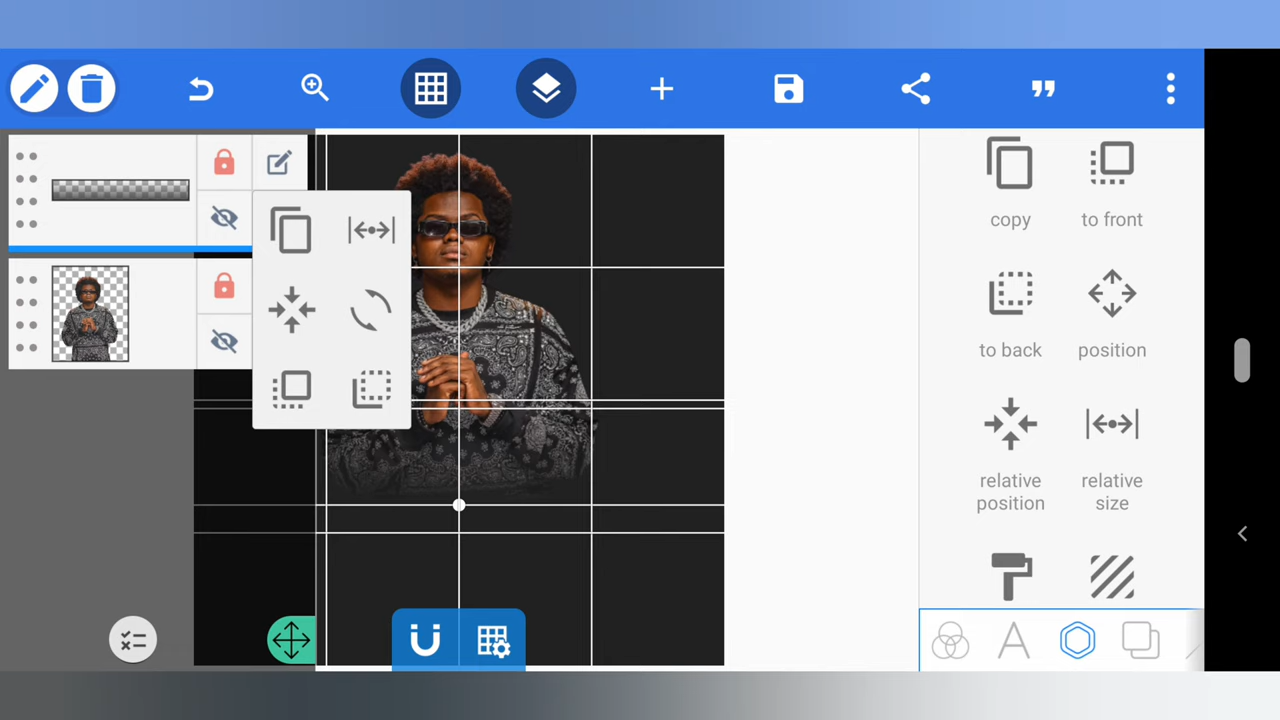 copy
to front
to back
position
relative
position
relative
size